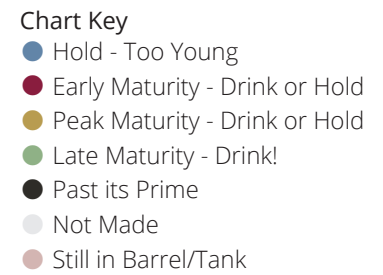 Chart Key
Hold - Too Young
Early Maturity - Drink or Hold
Peak Maturity - Drink or Hold
Late Maturity - Drink!
Past its Prime
Not Made
Still in Barrel/Tank